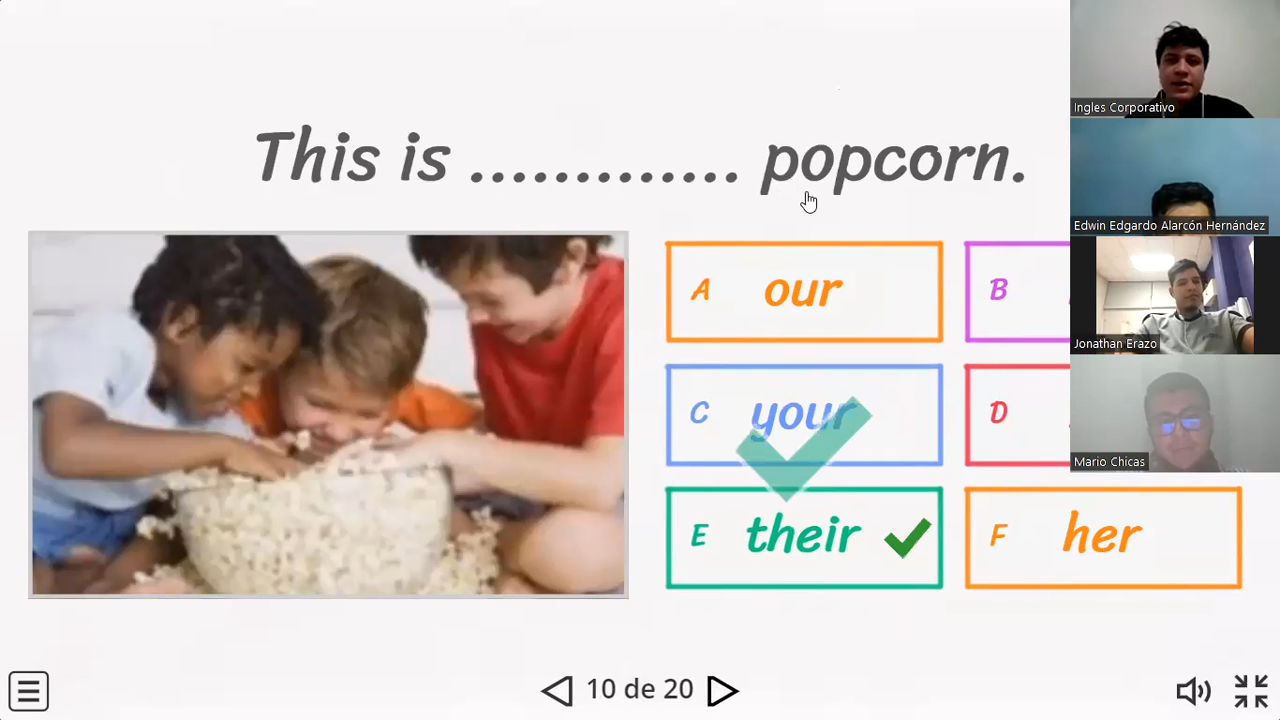 This is ............. popcorn.
A our
B
C your
D
E their
F her
10 de 20
Ingles Corporativo
Edwin Edgardo Alarcón Hernández
Jonathan Erazo
Mario Chicas